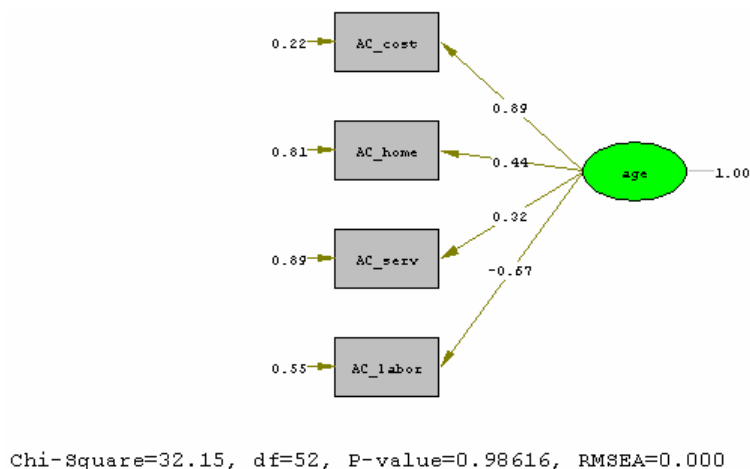 0.22 AC_cost
0.89
0.81 AC_home
0.44
age 1.00
0.32
0.89 AC_serv
-0.67
0.55 AC_labor
Chi-Square=32.15, df=52, P-value=0.98616, RMSEA=0.000